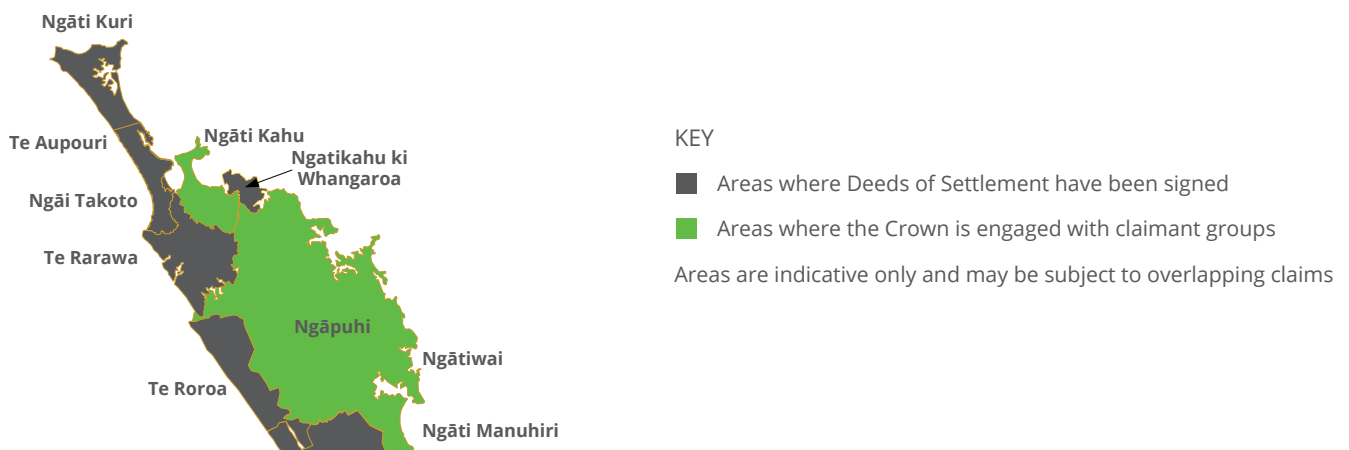 Ngāti Kuri
Te Aupouri
Ngāti Kahu
Ngatikahu ki
Whangaroa
Ngāi Takoto
Te Rarawa
Ngāpuhi
Ngātiwai
Te Roroa
Ngāti Manuhiri
KEY
Areas where Deeds of Settlement have been signed
Areas where the Crown is engaged with claimant groups
Areas are indicative only and may be subject to overlapping claims